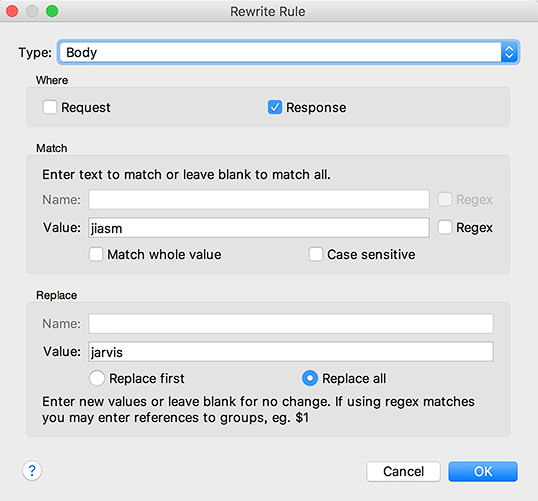 Rewrite Rule
Type: Body
Where
Request Response
Match
Enter text to match or leave blank to match all.
Name: Regex
Value: jiasm Regex
Match whole value Case sensitive
Replace
Name:
Value: jarvis
Replace first Replace all
Enter new values or leave blank for no change. If using regex matches
you may enter references to groups, eg. $1
? Cancel OK